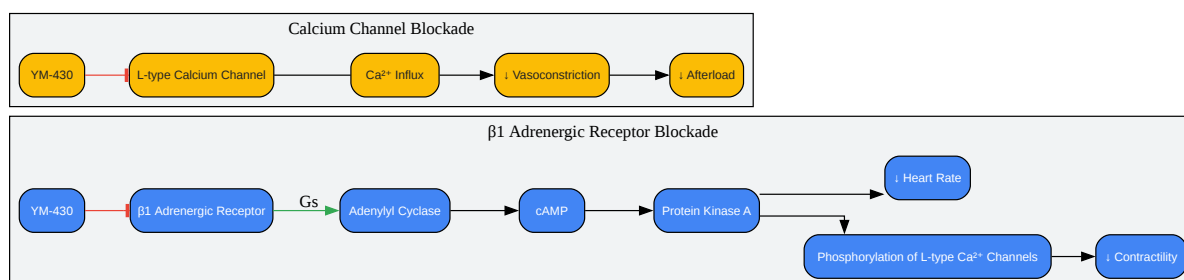 Calcium Channel Blockade
YM-430
L-type Calcium Channel
Ca²⁺ Influx
↓ Vasoconstriction
↓ Afterload
β1 Adrenergic Receptor Blockade
YM-430
β1 Adrenergic Receptor
Gs
Adenylyl Cyclase
cAMP
Protein Kinase A
↓ Heart Rate
Phosphorylation of L-type Ca²⁺ Channels
↓ Contractility